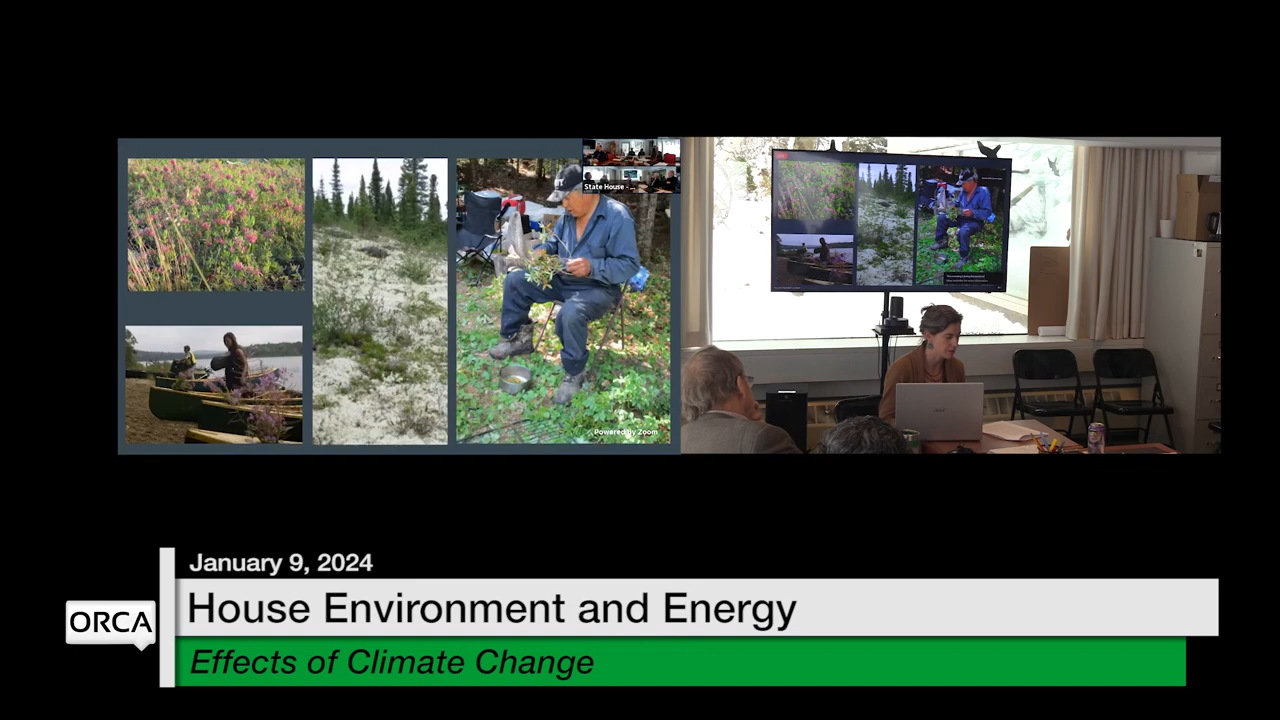 State House - ...
Powered by Zoom
January 9, 2024
House Environment and Energy
ORCA
Effects of Climate Change